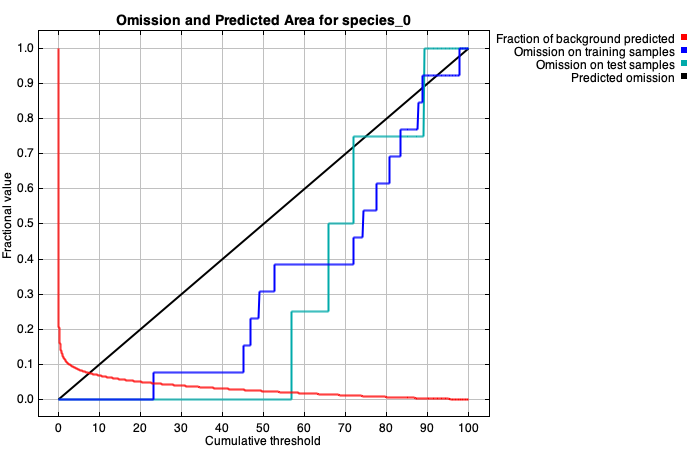 Omission and Predicted Area for species_0
Fraction of background predicted
Omission on training samples
Omission on test samples
Predicted omission
Fractional value
1.0
0.9
0.8
0.7
0.6
0.5
0.4
0.3
0.2
0.1
0.0
0 10 20 30 40 50 60 70 80 90 100
Cumulative threshold